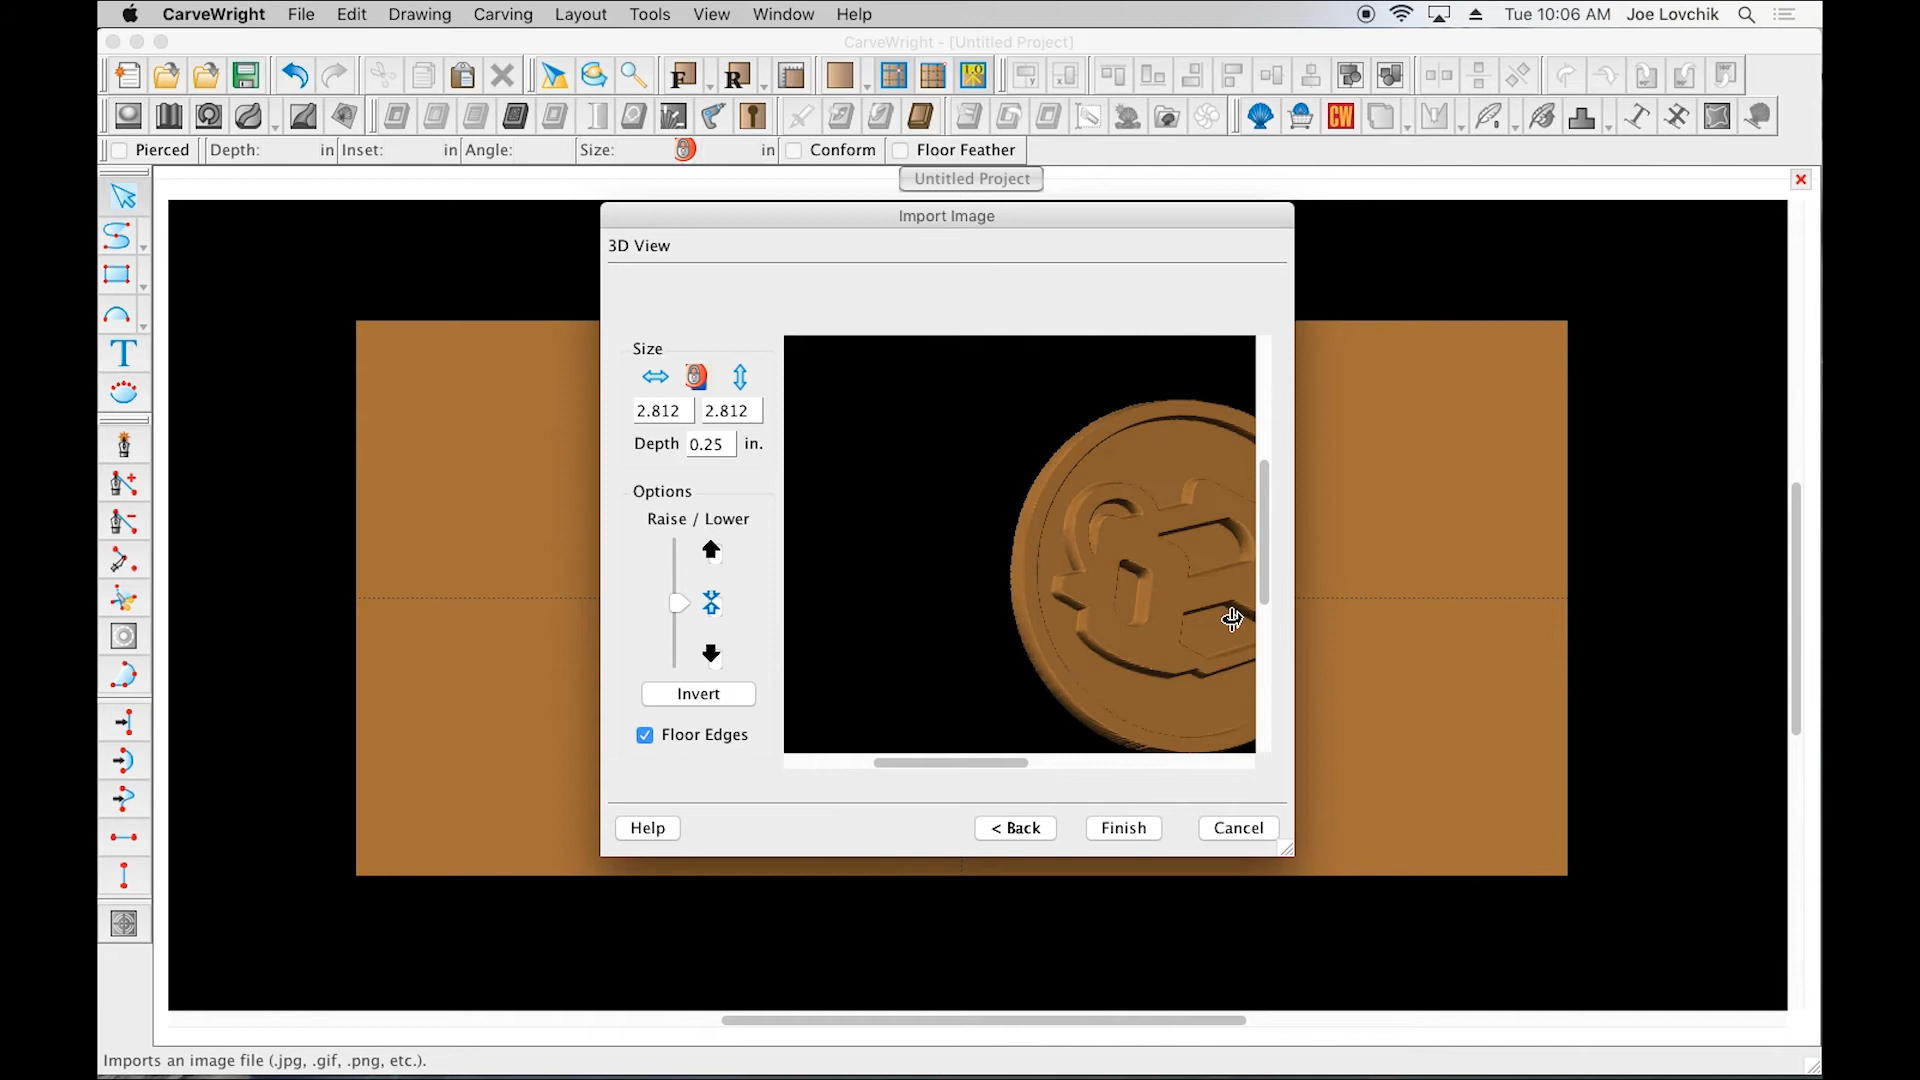 CarveWright File Edit Drawing Carving Layout Tools View Window Help Tue 10:06 AM Joe Lovchik
CarveWright - [Untitled Project]
F R 1.0
CW
Pierced Depth: in Inset: in Angle: Size: in Conform Floor Feather
Untitled Project
Import Image
3D View
Size
2.812 2.812
Depth 0.25 in.
Options
Raise / Lower
Invert
Floor Edges
Help < Back Finish Cancel
T
Imports an image file (.jpg, .gif, .png, etc.).